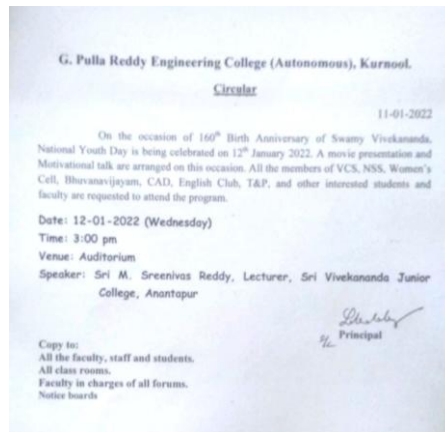 G. Pulla Reddy Engineering College (Autonomous), Kurnool.
Circular
11-01-2022
On the occasion of 160th Birth Anniversary of Swamy Vivekananda,
National Youth Day is being celebrated on 12th January 2022. A movie presentation and
Motivational talk are arranged on this occasion. All the members of VCS, NSS, Women's
Cell, Bhuvanavijayam, CAD, English Club, T&P, and other interested students and
faculty are requested to attend the program.
Date: 12-01-2022 (Wednesday)
Time: 3:00 pm
Venue: Auditorium
Speaker: Sri M. Sreenivas Reddy, Lecturer, Sri Vivekananda Junior
College, Anantapur
Principal
Copy to:
All the faculty, staff and students.
All class rooms.
Faculty in charges of all forums.
Notice boards